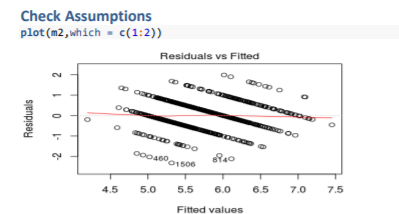 Check Assumptions
plot(m2,which = c(1:2))
Residuals vs Fitted
Residuals
2
1
0
-1
-2
460
1506
814
4.5 5.0 5.5 6.0 6.5 7.0 7.5
Fitted values